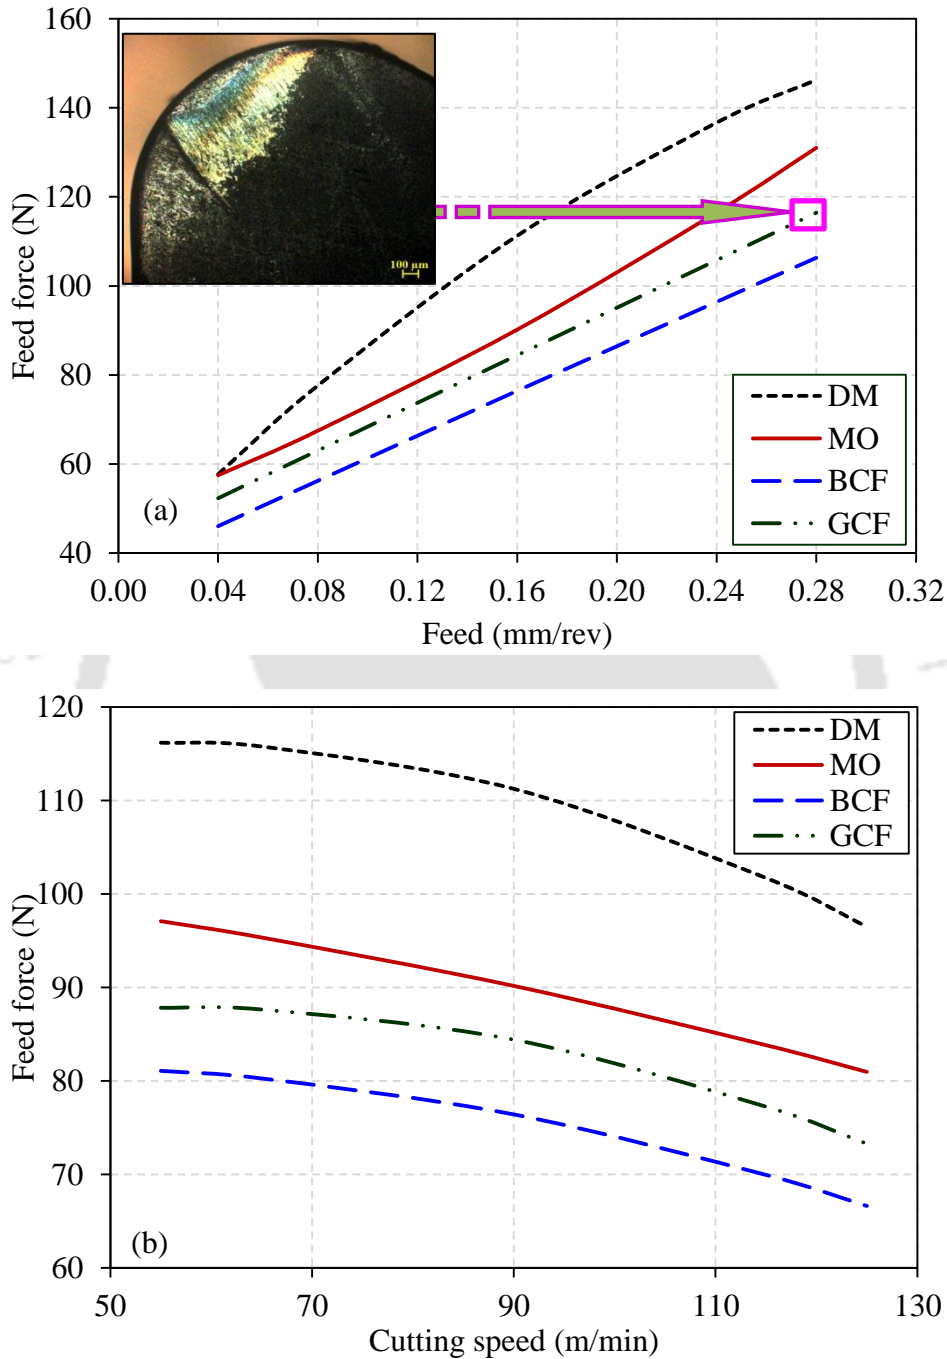 160
140
120
100
80
60
40
Feed force (N)
100 µm
DM
MO
BCF
GCF
(a)
0.00 0.04 0.08 0.12 0.16 0.20 0.24 0.28 0.32
Feed (mm/rev)
120
110
100
90
80
70
60
Feed force (N)
DM
MO
BCF
GCF
(b)
50 70 90 110 130
Cutting speed (m/min)